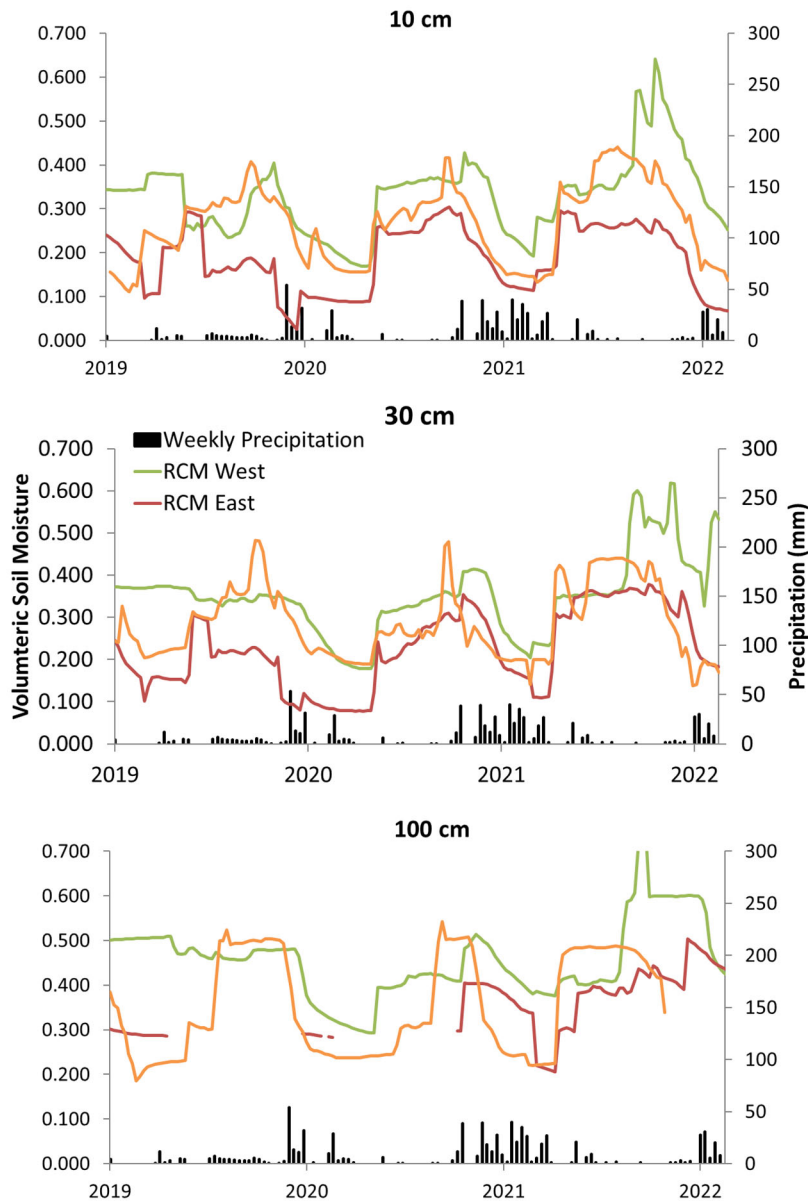 10 cm
0.700 300
0.600 250
0.500 200
0.400 150
0.300 100
0.200 50
0.100 0
0.000
2019 2020 2021 2022
30 cm
Volumteric Soil Moisture
Precipitation (mm)
0.700 300
0.600 250
0.500 200
0.400 150
0.300 100
0.200 50
0.100 0
0.000
Weekly Precipitation
RCM West
RCM East
2019 2020 2021 2022
100 cm
0.700 300
0.600 250
0.500 200
0.400 150
0.300 100
0.200 50
0.100 0
0.000
2019 2020 2021 2022